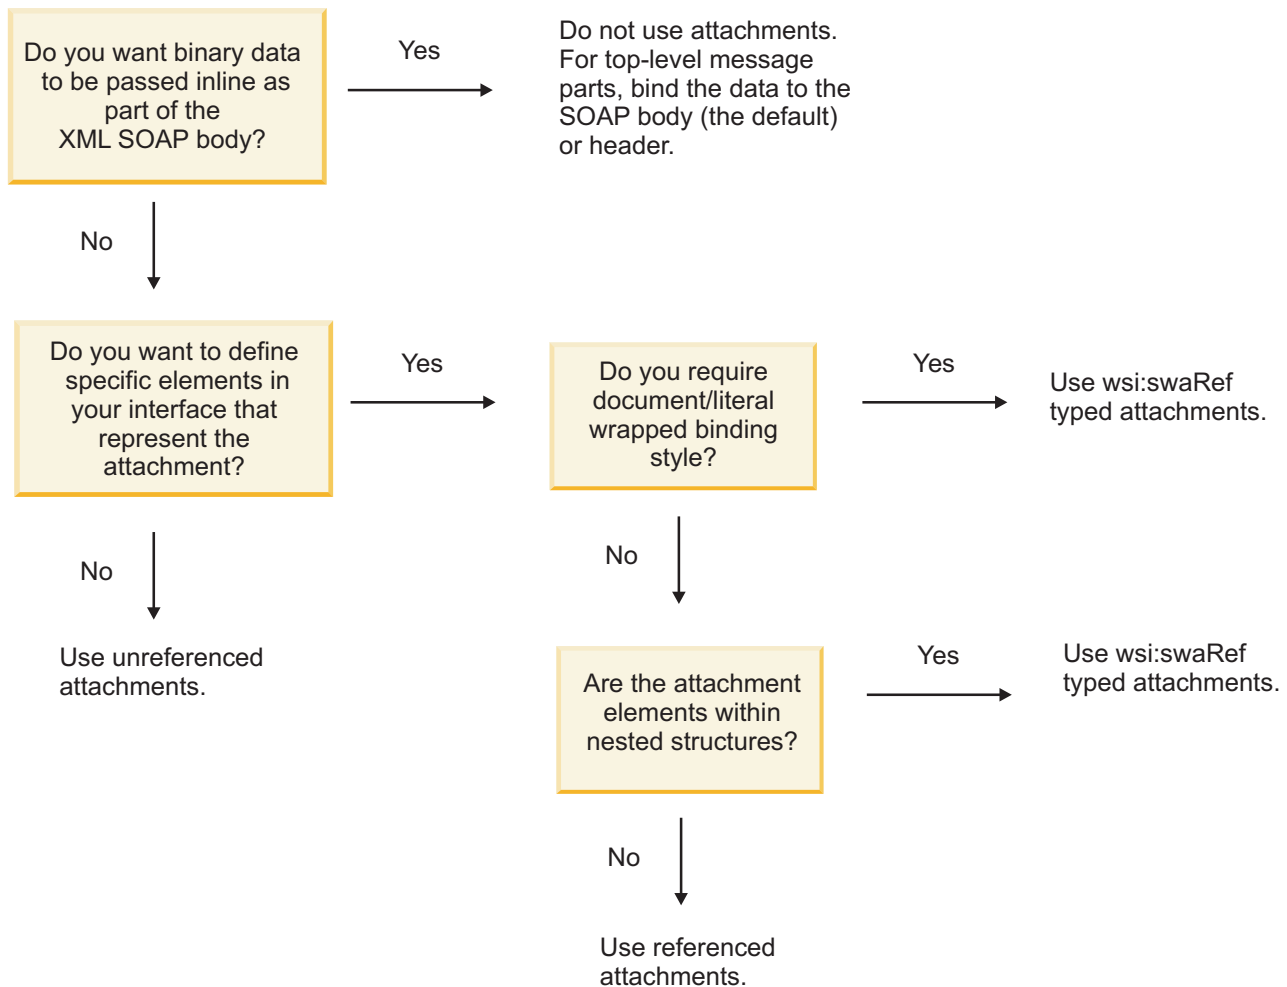 Do you want binary data
to be passed inline as
part of the
XML SOAP body?
Yes
Do not use attachments.
For top-level message
parts, bind the data to the
SOAP body (the default)
or header.
No
Do you want to define
specific elements in
your interface that
represent the
attachment?
Yes
Do you require
document/literal
wrapped binding
style?
Yes
Use wsi:swaRef
typed attachments.
No
Use unreferenced
attachments.
No
Are the attachment
elements within
nested structures?
Yes
Use wsi:swaRef
typed attachments.
No
Use referenced
attachments.